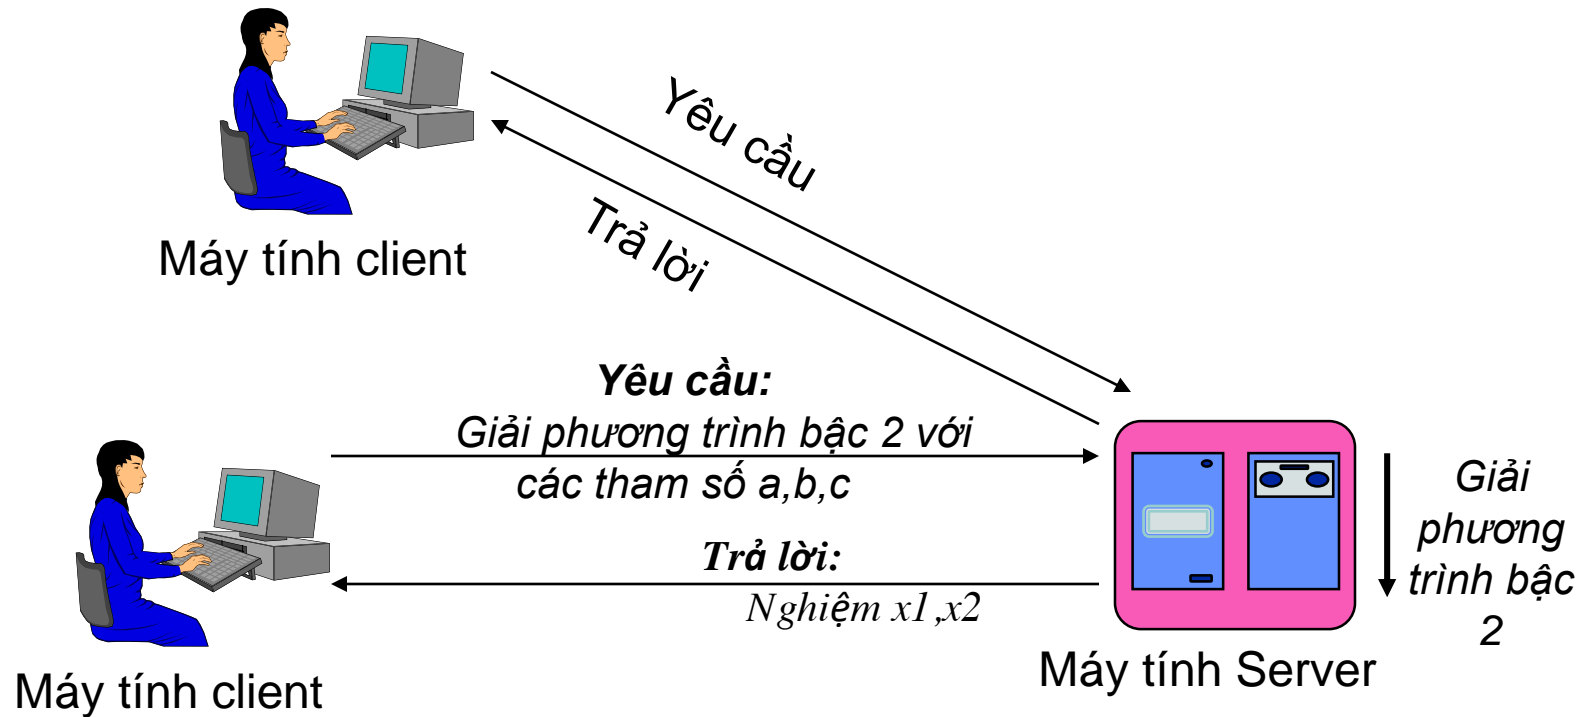 Yêu cầu
Trả lời
Máy tính client
Yêu cầu:
Giải phương trình bậc 2 với
các tham số a,b,c
Trả lời:
Nghiệm x1,x2
Giải
phương
trình bậc
2
Máy tính Server
Máy tính client